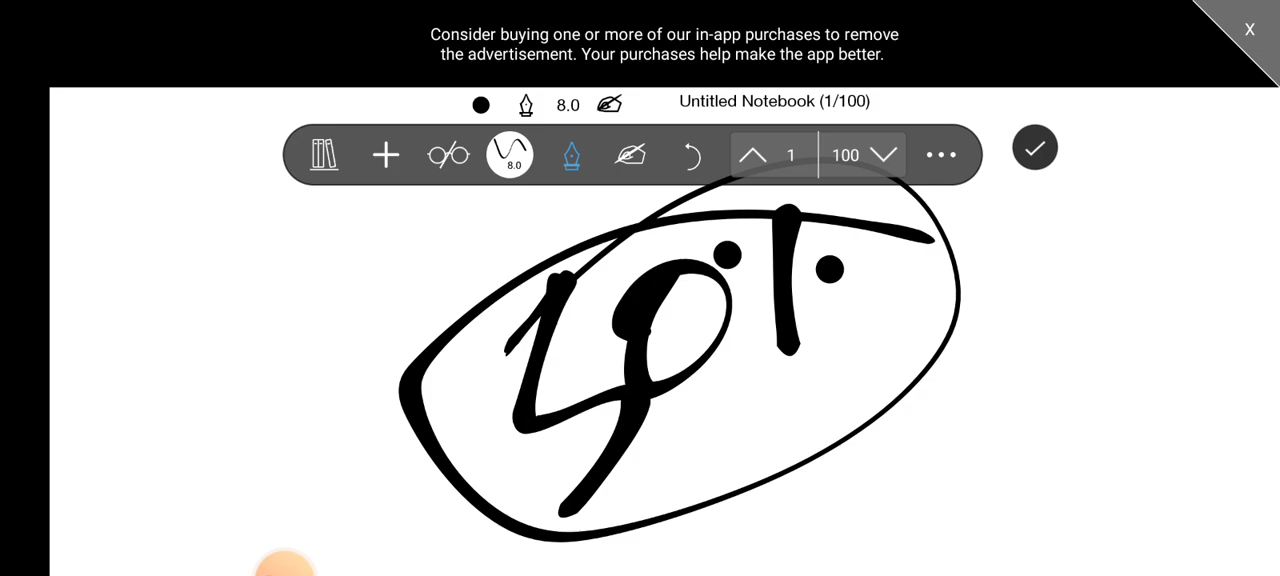 Consider buying one or more of our in-app purchases to remove
the advertisement. Your purchases help make the app better.
X
8.0 Untitled Notebook (1/100)
8.0 1 100